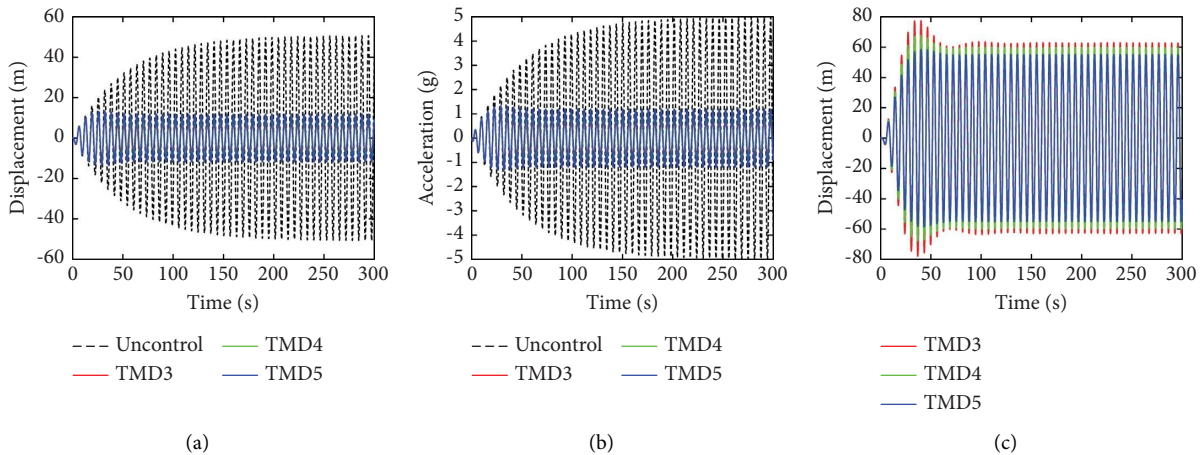 Displacement (m)
60
40
20
0
-20
-40
-60
0 50 100 150 200 250 300
Time (s)
Uncontrol TMD4
TMD3 TMD5
(a)
Acceleration (g)
5
4
3
2
1
0
-1
-2
-3
-4
-5
0 50 100 150 200 250 300
Time (s)
Uncontrol TMD4
TMD3 TMD5
(b)
Displacement (m)
80
60
40
20
0
-20
-40
-60
-80
0 50 100 150 200 250 300
Time (s)
TMD3
TMD4
TMD5
(c)